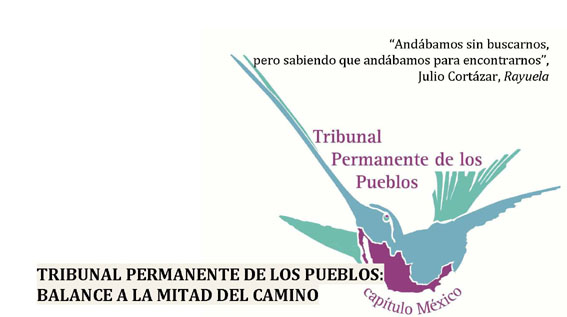 “Andábamos sin buscarnos,
pero sabiendo que andábamos para encontrarnos”,
Julio Cortázar, Rayuela
Tribunal
Permanente de los
Pueblos
capítulo México
TRIBUNAL PERMANENTE DE LOS PUEBLOS:
BALANCE A LA MITAD DEL CAMINO